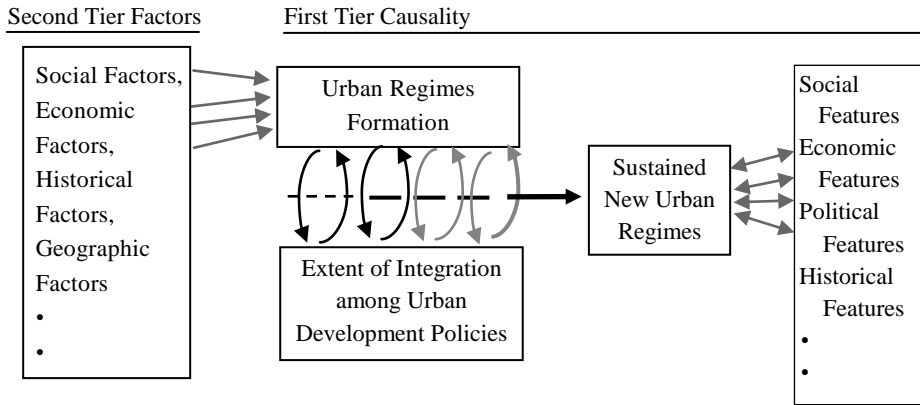 Second Tier Factors
First Tier Causality
Social Factors,
Economic
Factors,
Historical
Factors,
Geographic
Factors
•
•
Urban Regimes
Formation
Extent of Integration
among Urban
Development Policies
Sustained
New Urban
Regimes
Social
Features
Economic
Features
Political
Features
Historical
Features
•
•